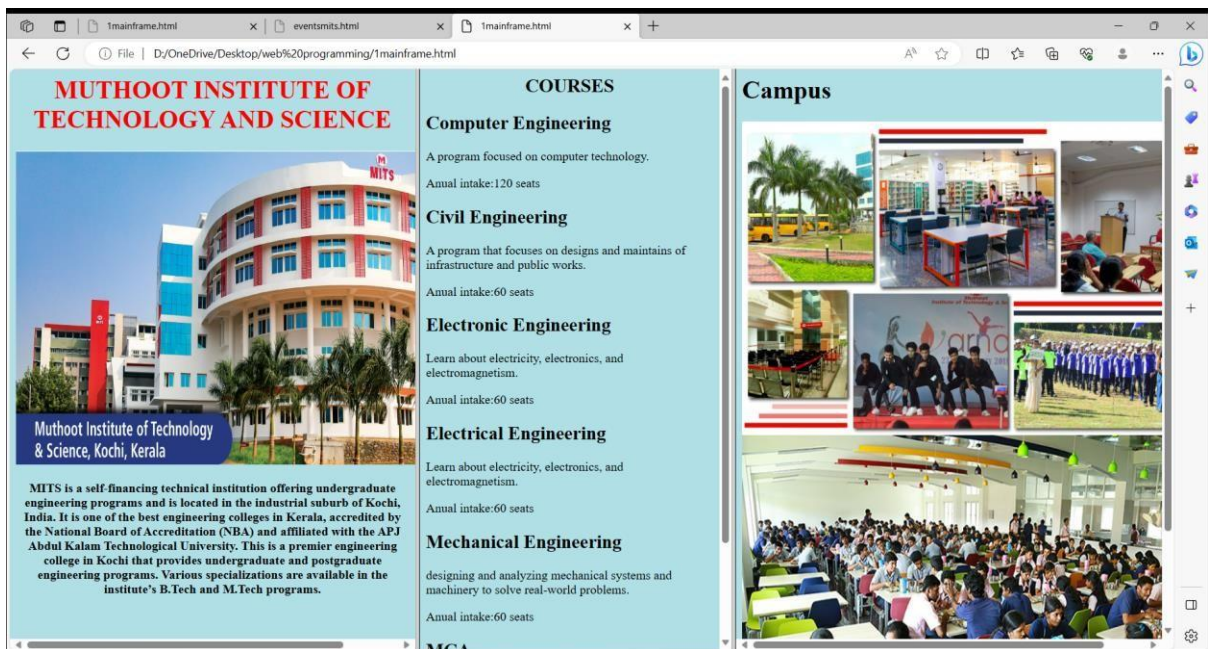 1mainframe.html
eventsmits.html
1mainframe.html
File
D:/OneDrive/Desktop/web%20programming/1mainframe.html
MUTHOOT INSTITUTE OF
TECHNOLOGY AND SCIENCE
M
MITS
Muthoot Institute of Technology
& Science, Kochi, Kerala
MITS is a self-financing technical institution offering undergraduate
engineering programs and is located in the industrial suburb of Kochi,
India. It is one of the best engineering colleges in Kerala, accredited by
the National Board of Accreditation (NBA) and affiliated with the APJ
Abdul Kalam Technological University. This is a premier engineering
college in Kochi that provides undergraduate and postgraduate
engineering programs. Various specializations are available in the
institute's B.Tech and M.Tech programs.
COURSES
Computer Engineering
A program focused on computer technology.
Anual intake:120 seats
Civil Engineering
A program that focuses on designs and maintains of
infrastructure and public works.
Anual intake:60 seats
Electronic Engineering
Learn about electricity, electronics, and
electromagnetism.
Anual intake:60 seats
Electrical Engineering
Learn about electricity, electronics, and
electromagnetism.
Anual intake:60 seats
Mechanical Engineering
designing and analyzing mechanical systems and
machinery to solve real-world problems.
Anual intake:60 seats
MCA
Campus
Muthoot
Institute of Technology &